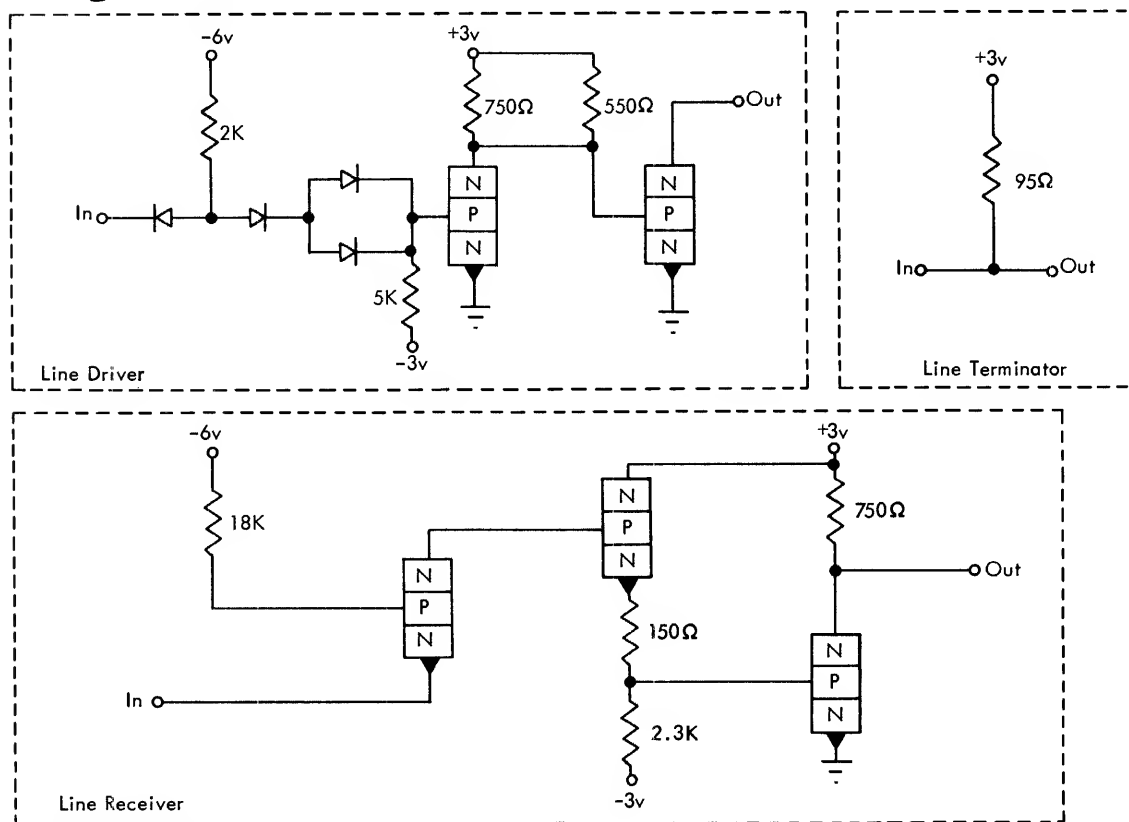 -6v
+3v
2K
750Ω
550Ω
Out
N
P
N
N
P
N
In
5K
-3v
Line Driver
+3v
95Ω
In
Out
Line Terminator
-6v
18K
N
P
N
In
N
P
N
150Ω
2.3K
-3v
+3v
750Ω
Out
N
P
N
Line Receiver